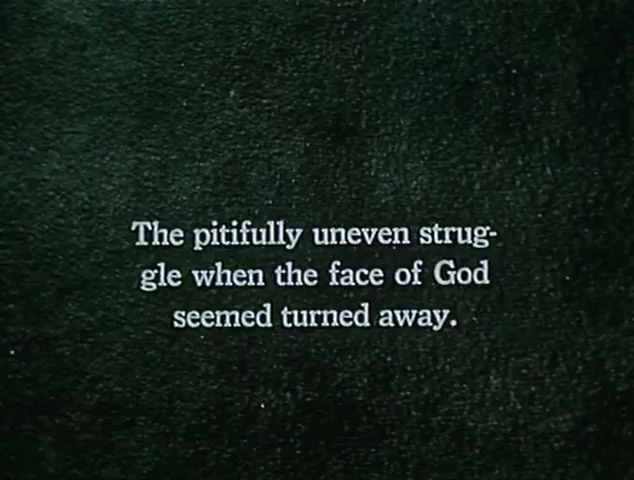 The pitifully uneven strug-
gle when the face of God
seemed turned away.